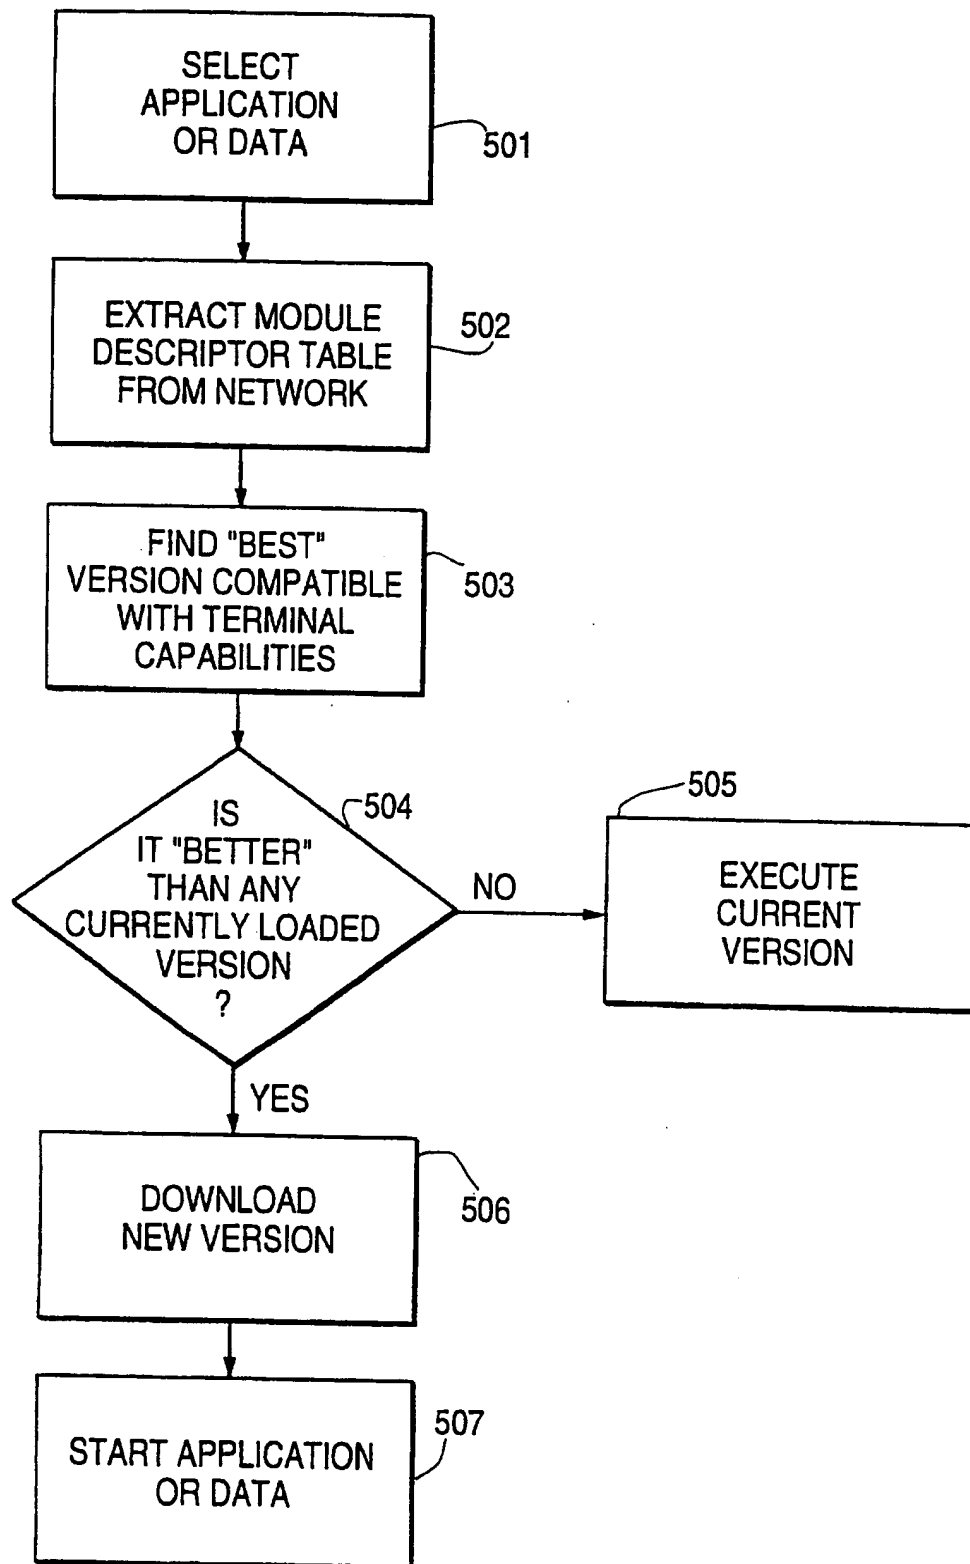 SELECT
APPLICATION
OR DATA
501
EXTRACT MODULE
DESCRIPTOR TABLE
FROM NETWORK
502
FIND "BEST"
VERSION COMPATIBLE
WITH TERMINAL
CAPABILITIES
503
IS
IT "BETTER"
THAN ANY
CURRENTLY LOADED
VERSION
?
504
NO
505
EXECUTE
CURRENT
VERSION
YES
DOWNLOAD
NEW VERSION
506
START APPLICATION
OR DATA
507